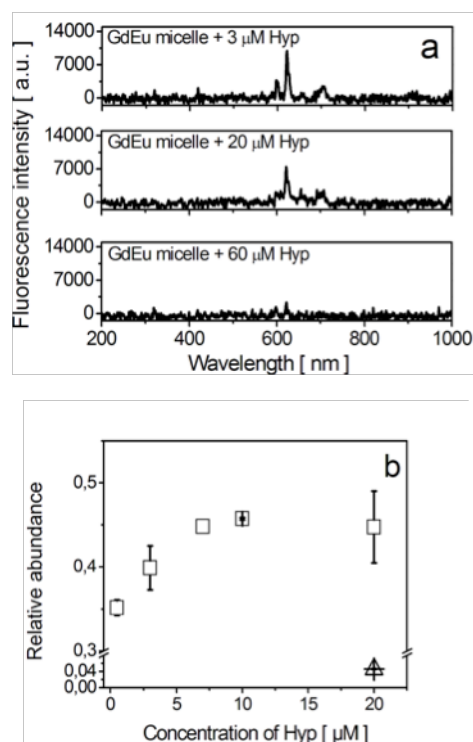 Fluorescence intensity [ a.u. ]
14000
7000
0
GdEu micelle + 3 μM Hyp
a
14000
7000
0
GdEu micelle + 20 μM Hyp
14000
7000
0
GdEu micelle + 60 μM Hyp
200 400 600 800 1000
Wavelength [ nm ]
Relative abundance
0,5
0,4
0,3
0,04
0,00
b
0 5 10 15 20
Concentration of Hyp [ μM ]